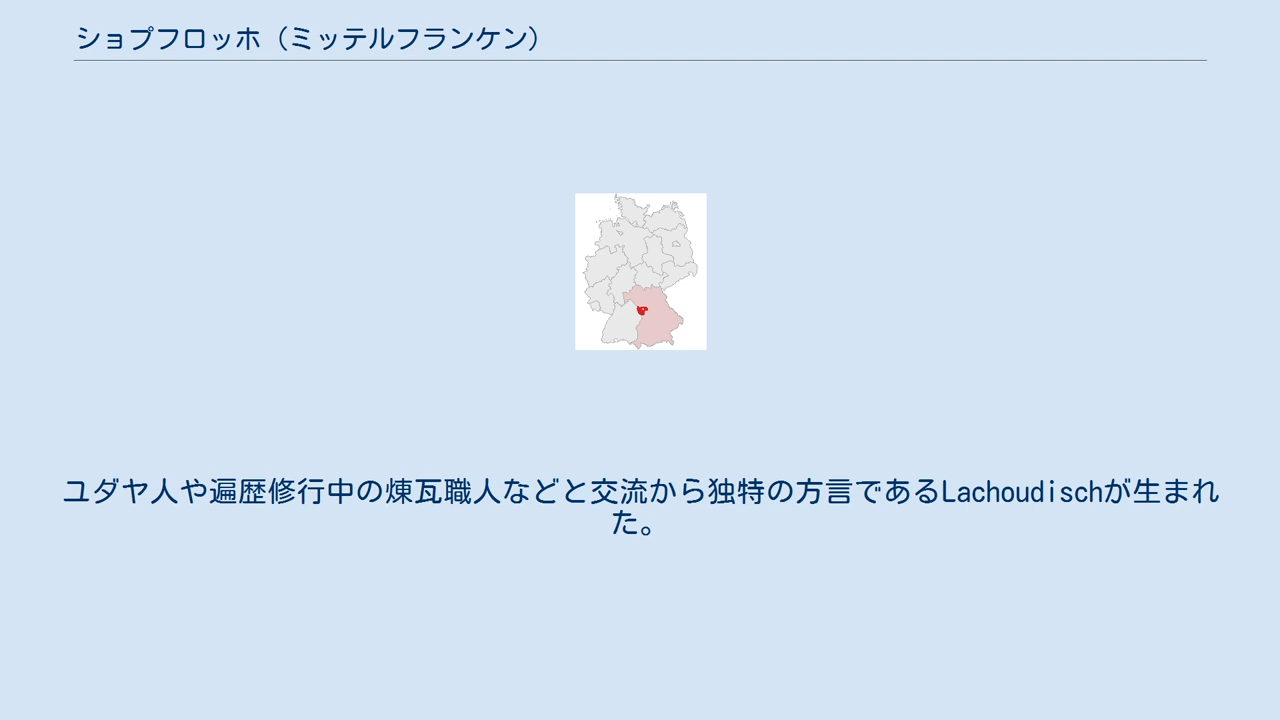 ショプフロッホ（ミッテルフランケン）
ユダヤ人や遍歴修行中の煉瓦職人などと交流から独特の方言であるLachoudischが生まれ
た。